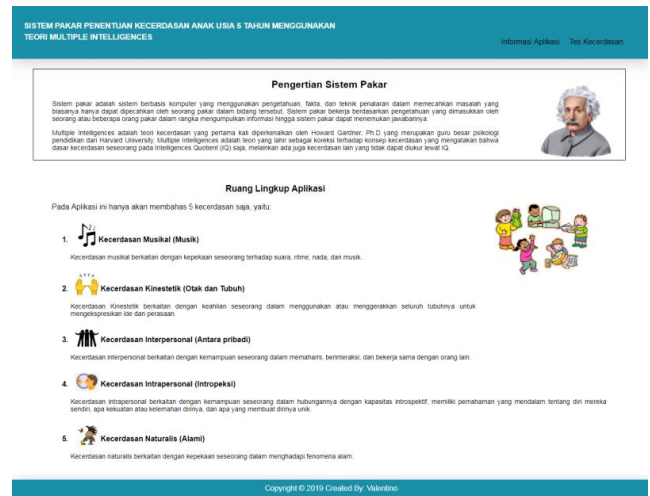 SISTEM PAKAR PENENTUAN KECERDASAN ANAK USIA 5 TAHUN MENGGUNAKAN
TEORI MULTIPLE INTELLIGENCES
Informasi Aplikasi Tes Kecerdasan
Pengertian Sistem Pakar
Sistem pakar adalah sistem berbasis komputer yang menggunakan pengetahuan, fakta, dan teknik penalaran dalam memecahkan masalah yang
biasanya hanya dapat dipecahkan oleh seorang pakar dalam bidang tersebut. Sistem pakar bekerja berdasarkan pengetahuan yang dimasukkan oleh
seorang atau beberapa orang pakar dalam rangka mengumpulkan informasi hingga sistem pakar dapat menemukan jawabannya.
Multiple Intelligences adalah teori kecerdasan yang pertama kali diperkenalkan oleh Howard Gardner, Ph.D yang merupakan guru besar psikologi
pendidikan dari Harvard University. Multiple Intelligences adalah teori yang lahir sebagai koreksi terhadap konsep kecerdasan yang mengatakan bahwa
dasar kecerdasan seseorang pada Intelligences Quotient (IQ) saja, melainkan ada juga kecerdasan lain yang tidak dapat diukur lewat IQ.
Ruang Lingkup Aplikasi
Pada Aplikasi ini hanya akan membahas 5 kecerdasan saja, yaitu:
1. Kecerdasan Musikal (Musik)
Kecerdasan musikal berkaitan dengan kepekaan seseorang terhadap suara, ritme, nada, dan musik.
2. Kecerdasan Kinestetik (Otak dan Tubuh)
Kecerdasan Kinestetik berkaitan dengan keahlian seseorang dalam menggunakan atau menggerakkan seluruh tubuhnya untuk
mengekspresikan ide dan perasaan.
3. Kecerdasan Interpersonal (Antara pribadi)
Kecerdasan interpersonal berkaitan dengan kemampuan seseorang dalam memahami, berinteraksi, dan bekerja sama dengan orang lain.
4. Kecerdasan Intrapersonal (Intropeksi)
Kecerdasan intrapersonal berkaitan dengan kemampuan seseorang dalam hubungannya dengan kapasitas introspektif, memiliki pemahaman yang mendalam tentang diri mereka
sendiri, apa kekuatan atau kelemahan dirinya, dan apa yang membuat dirinya unik.
5. Kecerdasan Naturalis (Alami)
Kecerdasan naturalis berkaitan dengan kepekaan seseorang dalam menghadapi fenomena alam.
Copyright © 2019 Created By: Valentino